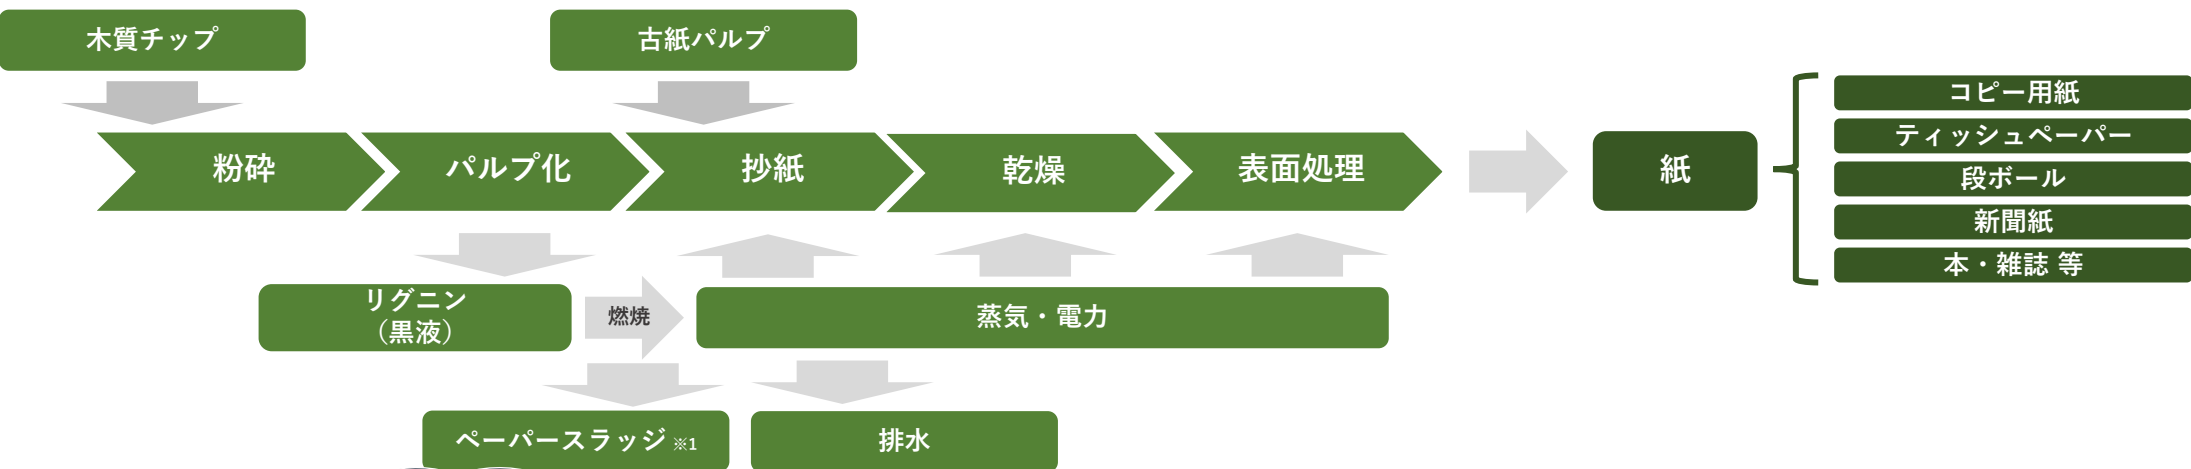 木質チップ
古紙パルプ
粉砕
パルプ化
抄紙
乾燥
表面処理
紙
コピー用紙
ティッシュペーパー
段ボール
新聞紙
本・雑誌 等
リグニン
（黒液）
燃焼
蒸気・電力
ペーパースラッジ ※1
排水